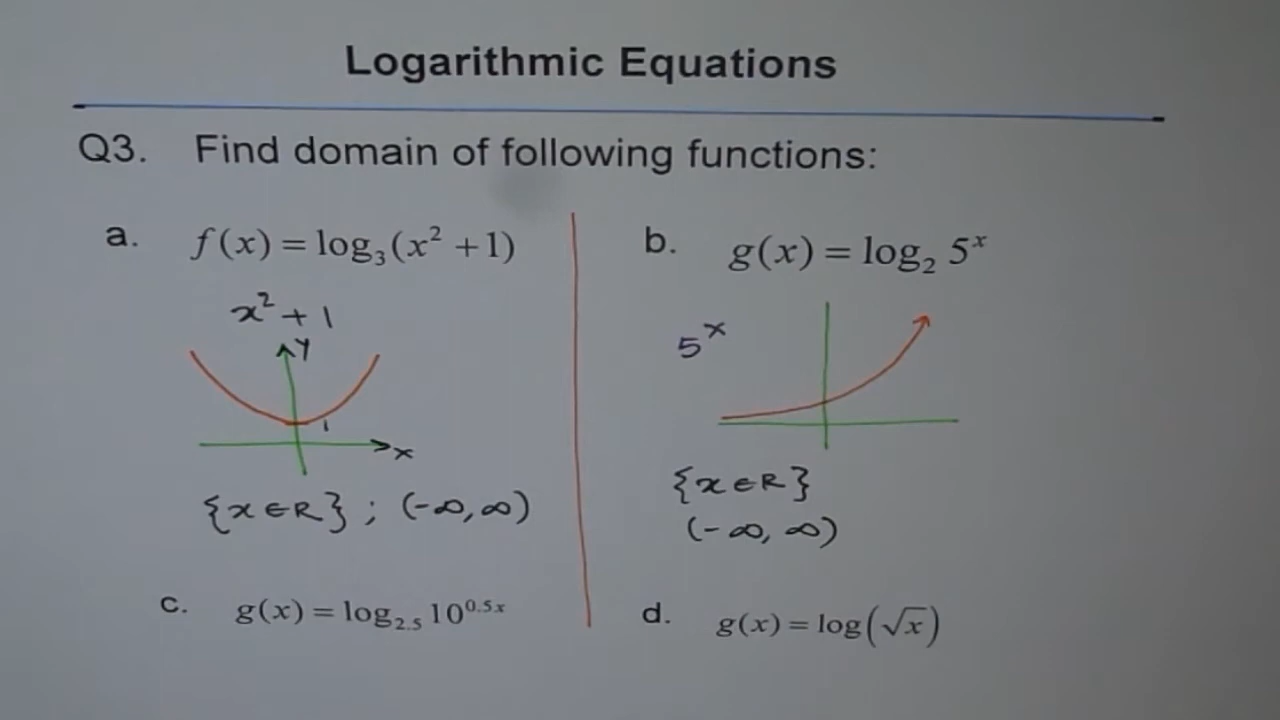 Logarithmic Equations
Q3. Find domain of following functions:
a. f(x) = log₃(x² + 1)
x² + 1
y
1
x
{x ∈ R} ; (-∞, ∞)
b. g(x) = log₂ 5ˣ
5ˣ
{x ∈ R}
(-∞, ∞)
c. g(x) = log₂.₅ 10^0.5x
d. g(x) = log(√x)